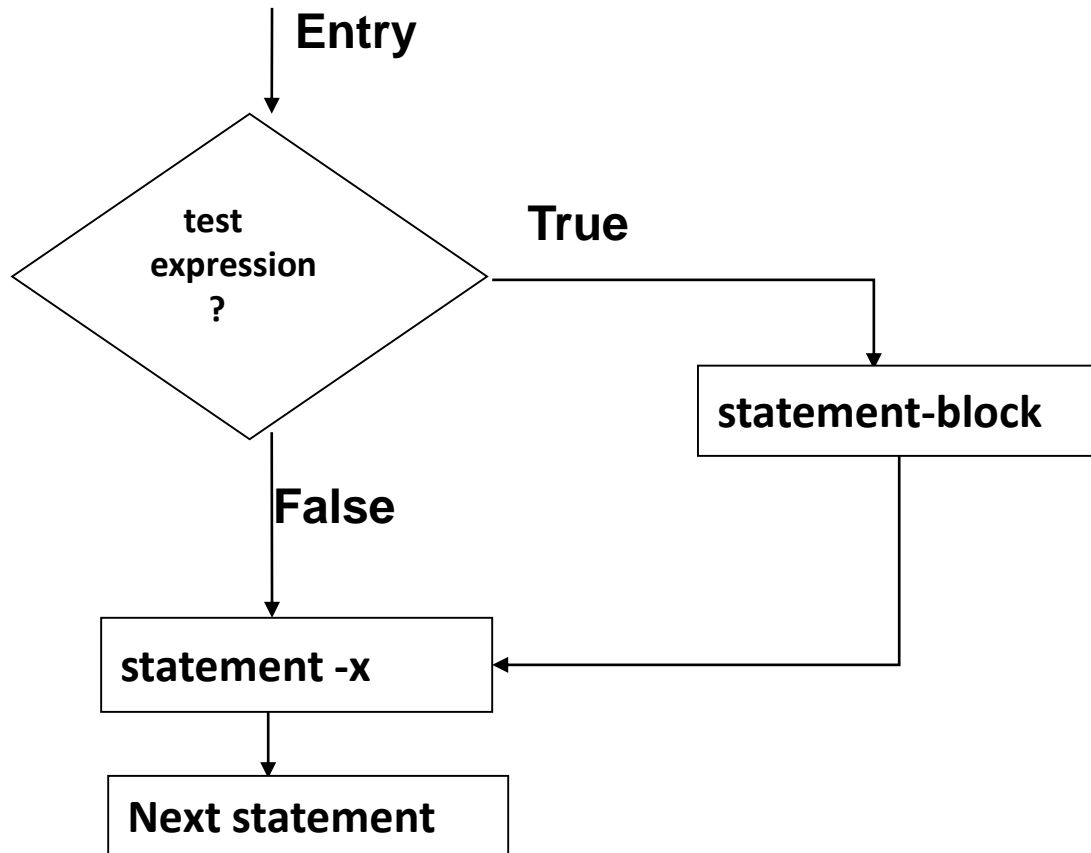 Entry
test
expression
?
True
statement-block
False
statement -x
Next statement